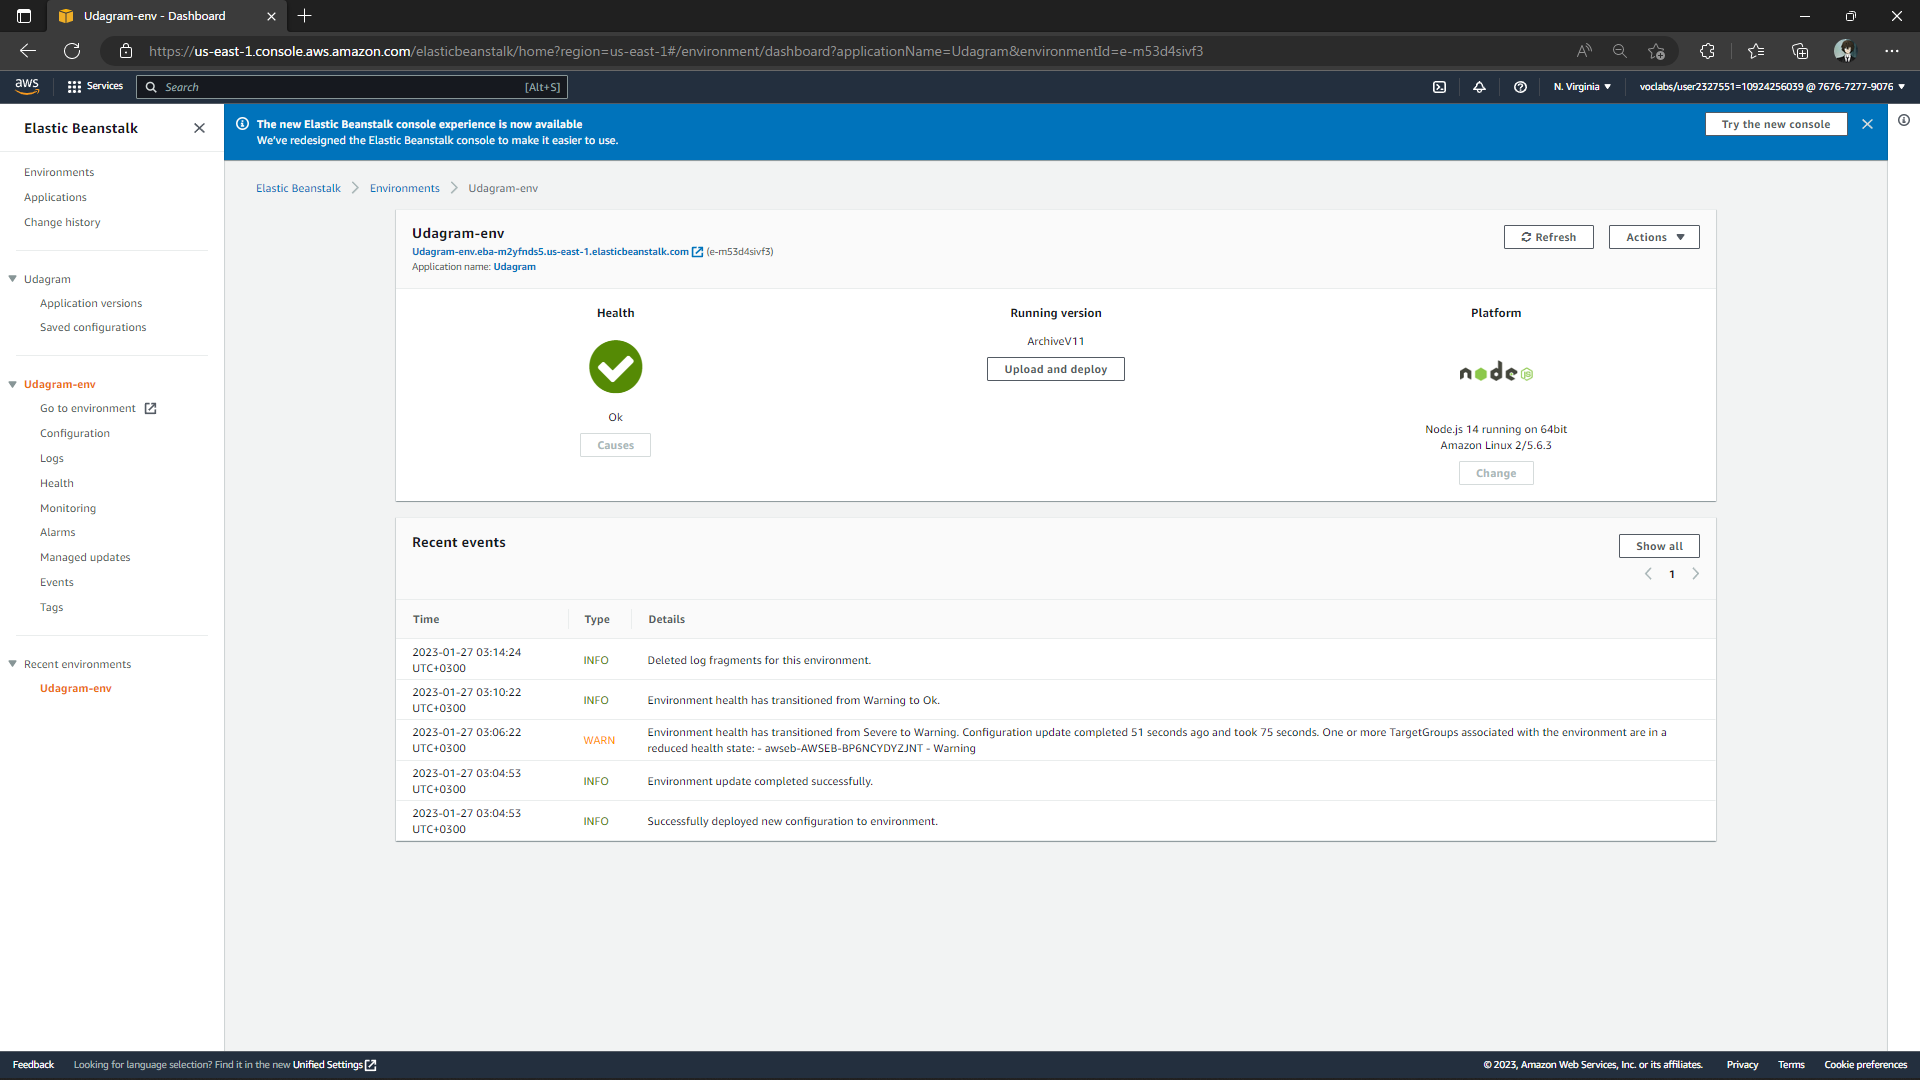 Udagram-env - Dashboard
https://us-east-1.console.aws.amazon.com/elasticbeanstalk/home?region=us-east-1#/environment/dashboard?applicationName=Udagram&environmentId=e-m53d4sivf3
aws
Services
Search
[Alt+S]
N. Virginia
voclabs/user2327551=10924256039 @ 7676-7277-9076
Elastic Beanstalk
Environments
Applications
Change history
Udagram
Application versions
Saved configurations
Udagram-env
Go to environment
Configuration
Logs
Health
Monitoring
Alarms
Managed updates
Events
Tags
Recent environments
Udagram-env
The new Elastic Beanstalk console experience is now available
We've redesigned the Elastic Beanstalk console to make it easier to use.
Try the new console
Elastic Beanstalk
Environments
Udagram-env
Udagram-env
Udagram-env.eba-m2yfnds5.us-east-1.elasticbeanstalk.com (e-m53d4sivf3)
Application name: Udagram
Refresh
Actions
Health
Ok
Causes
Running version
ArchiveV11
Upload and deploy
Platform
node
JS
Node.js 14 running on 64bit
Amazon Linux 2/5.6.3
Change
Recent events
Show all
1
Time Type Details
2023-01-27 03:14:24
UTC+0300
INFO
Deleted log fragments for this environment.
2023-01-27 03:10:22
UTC+0300
INFO
Environment health has transitioned from Warning to Ok.
2023-01-27 03:06:22
UTC+0300
WARN
Environment health has transitioned from Severe to Warning. Configuration update completed 51 seconds ago and took 75 seconds. One or more TargetGroups associated with the environment are in a
reduced health state: - awseb-AWSEB-BP6NCYDYZJNT - Warning
2023-01-27 03:04:53
UTC+0300
INFO
Environment update completed successfully.
2023-01-27 03:04:53
UTC+0300
INFO
Successfully deployed new configuration to environment.
Feedback
Looking for language selection? Find it in the new Unified Settings
© 2023, Amazon Web Services, Inc. or its affiliates.
Privacy
Terms
Cookie preferences